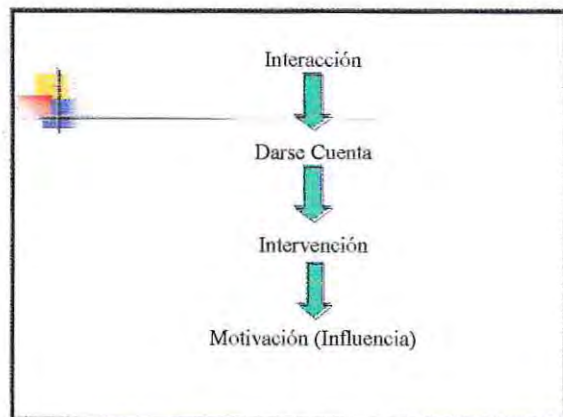 Interacción
Darse Cuenta
Intervención
Motivación (Influencia)